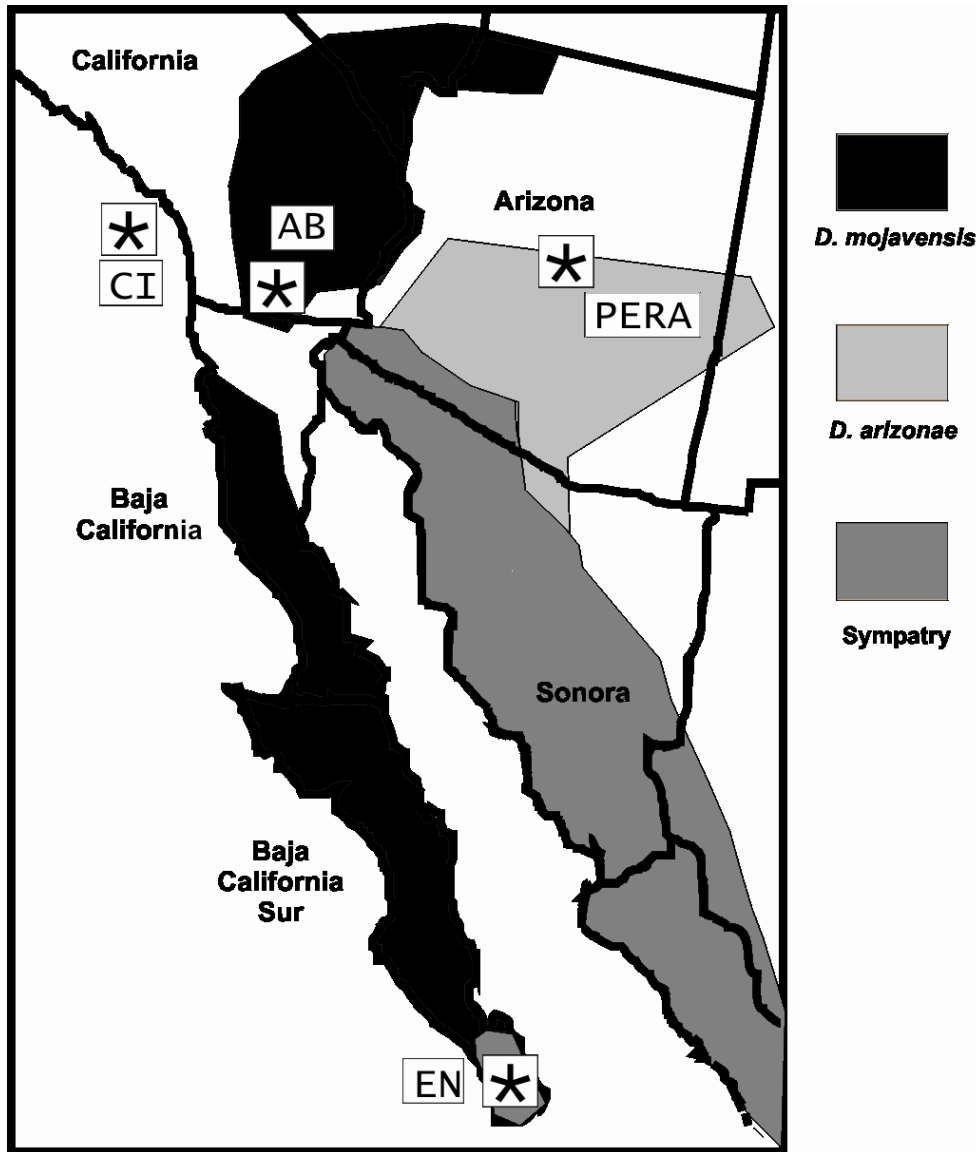 California
Arizona
*
AB
*
CI
*
PERA
Baja
California
Sonora
Baja
California
Sur
EN
*
D. mojavensis
D. arizonae
Sympatry